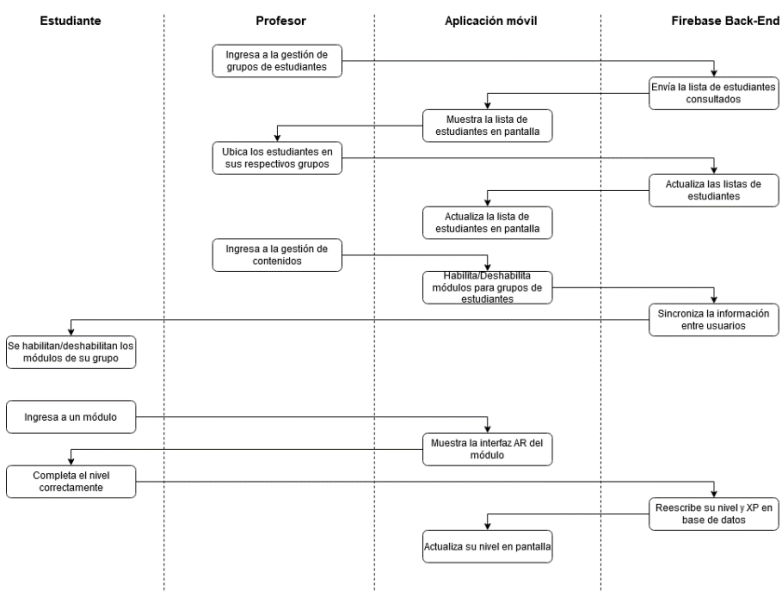 Estudiante
Profesor
Aplicación móvil
Firebase Back-End
Ingresa a la gestión de
grupos de estudiantes
Envía la lista de estudiantes
consultados
Muestra la lista de
estudiantes en pantalla
Ubica los estudiantes en
sus respectivos grupos
Actualiza las listas de
estudiantes
Actualiza la lista de
estudiantes en pantalla
Ingresa a la gestión de
contenidos
Habilita/Deshabilita
módulos para grupos de
estudiantes
Sincroniza la información
entre usuarios
Se habilitan/deshabilitan los
módulos de su grupo
Ingresa a un módulo
Muestra la interfaz AR del
módulo
Completa el nivel
correctamente
Reescribe su nivel y XP en
base de datos
Actualiza su nivel en pantalla